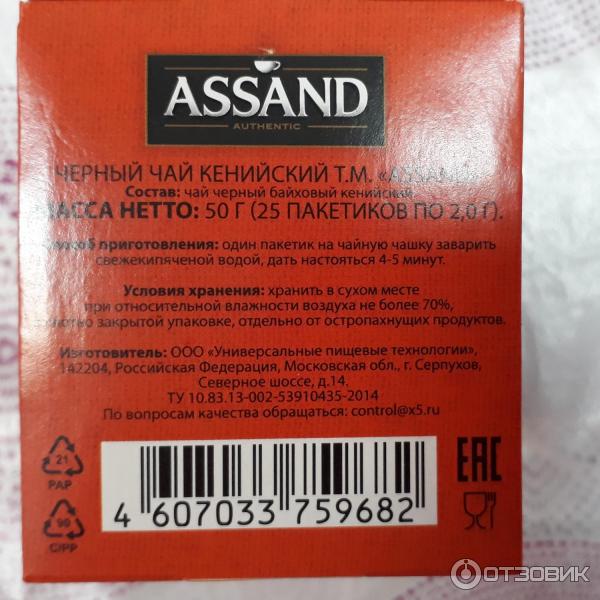 ASSAND
AUTHENTIC
ЧЕРНЫЙ ЧАЙ КЕНИЙСКИЙ Т.М. «ASSAND»
Состав: чай черный байховый кенийский
МАССА НЕТТО: 50 Г (25 ПАКЕТИКОВ ПО 2,0 Г).
Способ приготовления: один пакетик на чайную чашку заварить
свежекипяченой водой, дать настояться 4-5 минут.
Условия хранения: хранить в сухом месте
при относительной влажности воздуха не более 70%,
плотно закрытой упаковке, отдельно от остропахнущих продуктов.
Изготовитель: ООО «Универсальные пищевые технологии»,
142204, Российская Федерация, Московская обл., г. Серпухов,
Северное шоссе, д.14.
ТУ 10.83.13-002-53910435-2014
По вопросам качества обращаться: control@x5.ru
21
PAP
90
C/PP
4 607033 759682
EAC
ОТЗОВИК